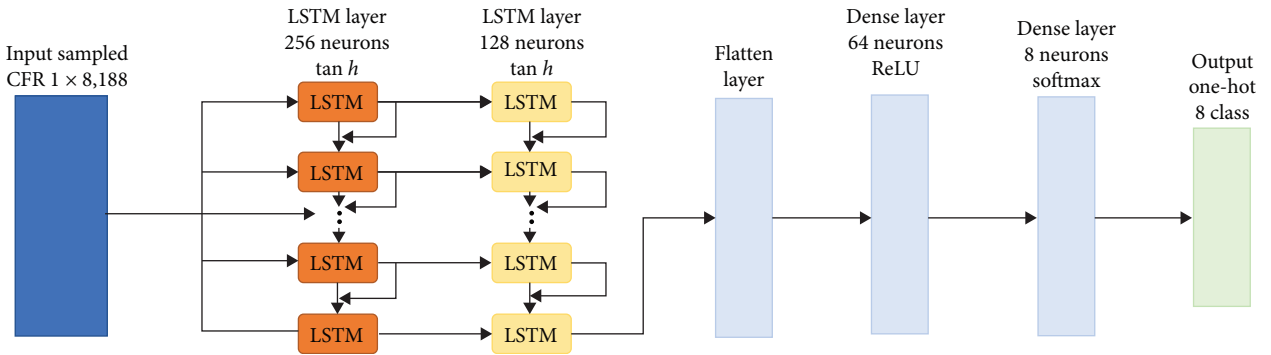 Input sampled
CFR 1 × 8,188
LSTM layer
256 neurons
tan h
LSTM
LSTM
LSTM
LSTM
LSTM layer
128 neurons
tan h
LSTM
LSTM
LSTM
LSTM
Flatten
layer
Dense layer
64 neurons
ReLU
Dense layer
8 neurons
softmax
Output
one-hot
8 class